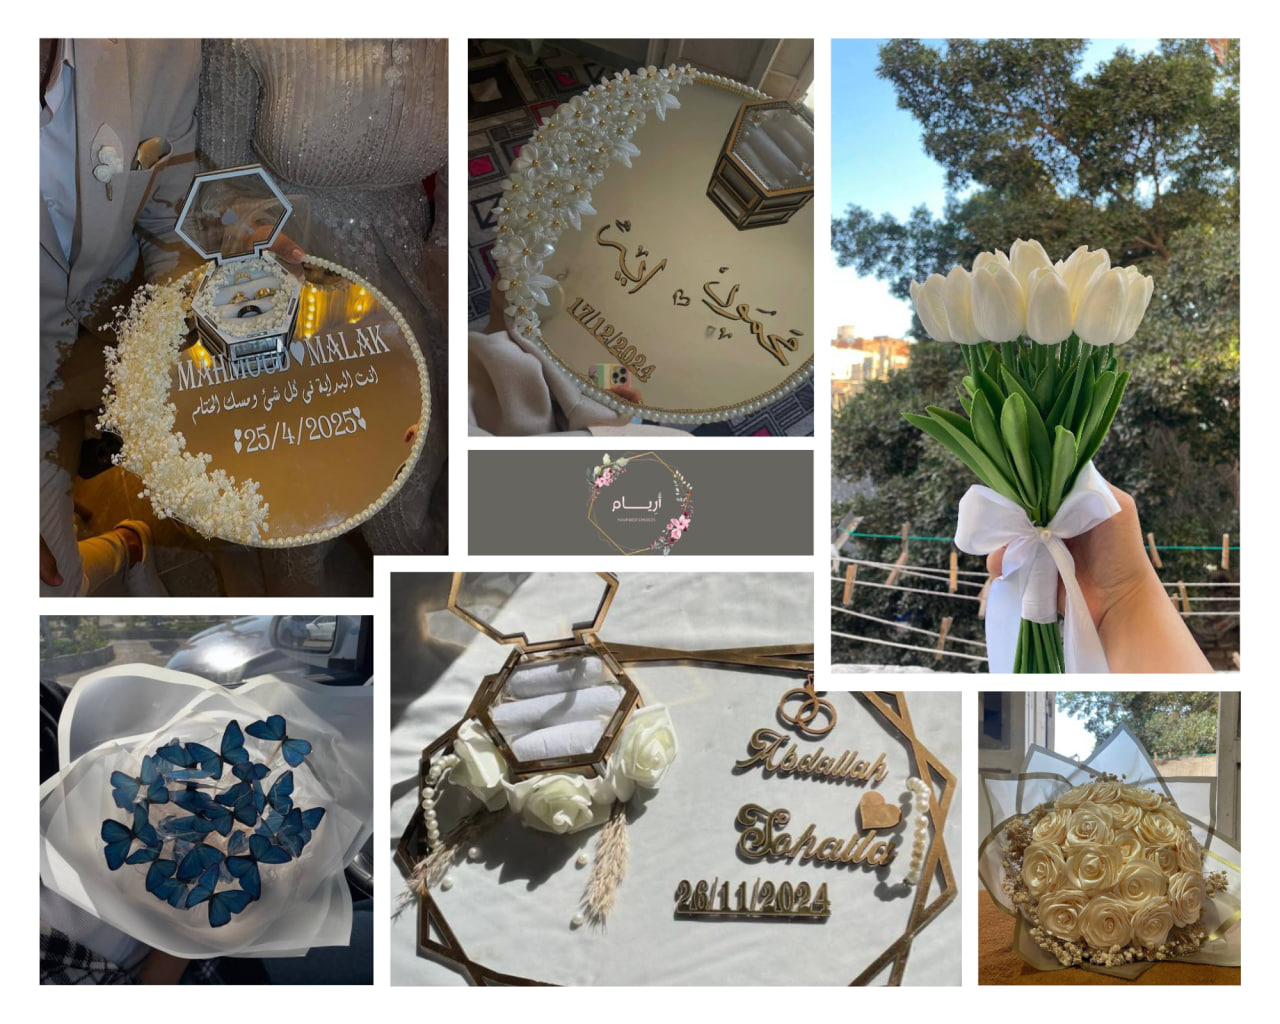 MAHMOUD MALAK
انت البداية في كل شئ ومسك الختام
25/4/2025
آية
محمود
17/12/2024
أريام
Abdallah
Sohaila
26/11/2024